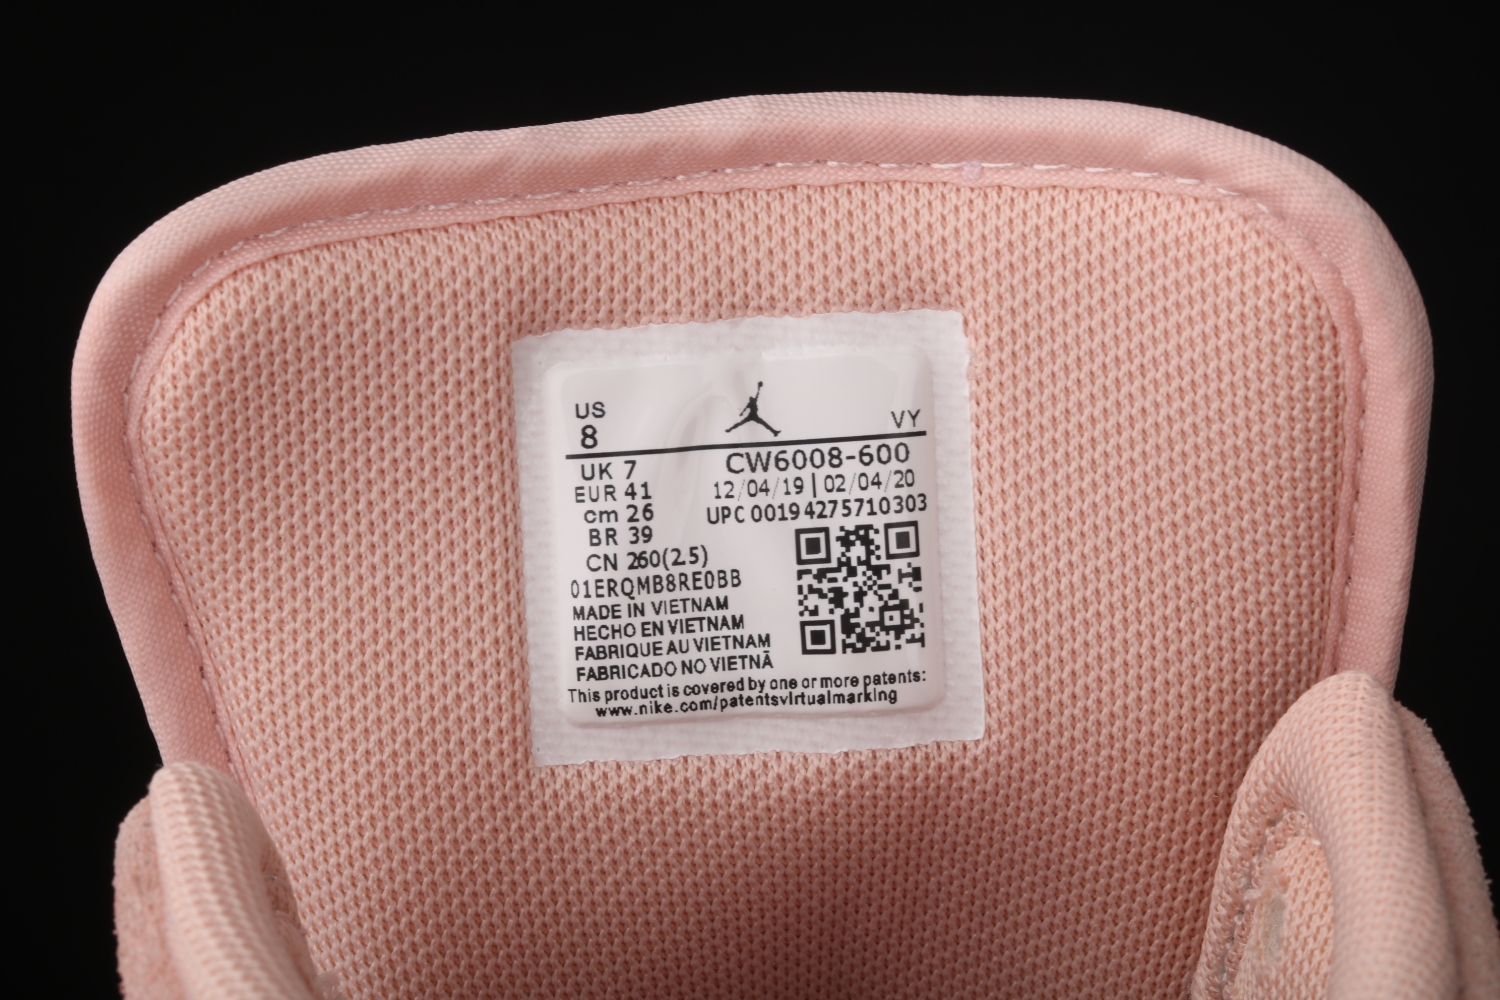 US
8
VY
UK 7
EUR 41
cm 26
BR 39
CN 260(2.5)
CW6008-600
12/04/19 | 02/04/20
UPC 00194275710303
01ERQMB8RE0BB
MADE IN VIETNAM
HECHO EN VIETNAM
FABRIQUE AU VIETNAM
FABRICADO NO VIETNÃ
This product is covered by one or more patents:
www.nike.com/patentsvirtualmarking